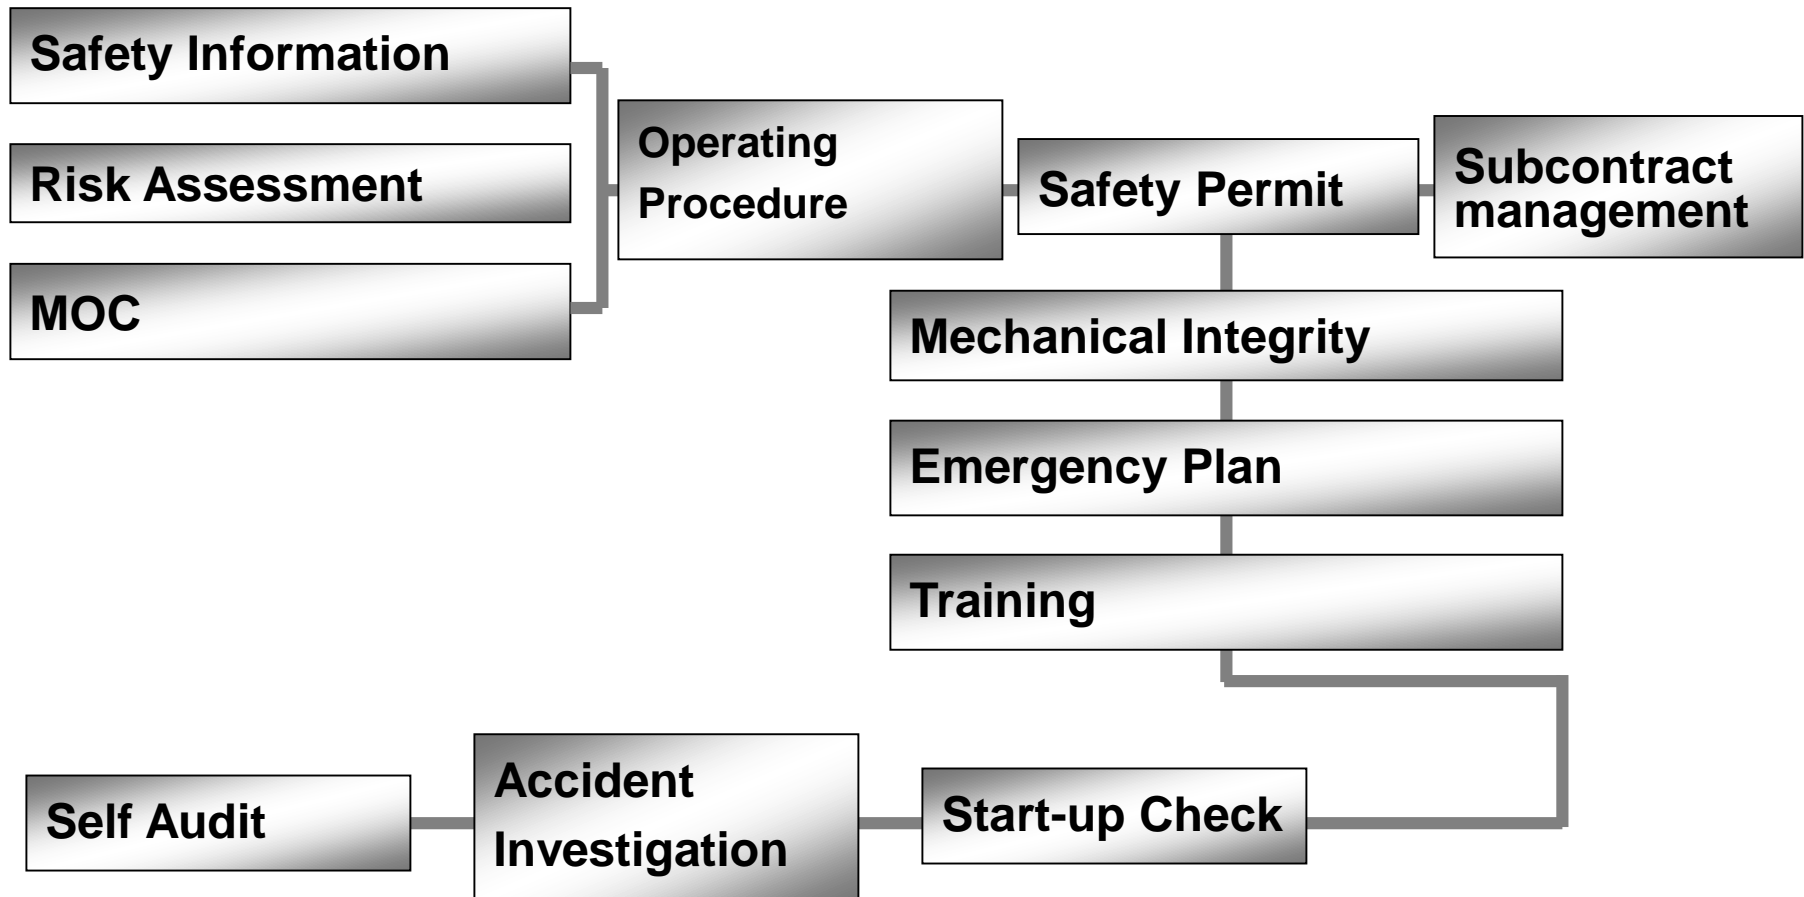 Safety Information
Risk Assessment
MOC
Operating
Procedure
Safety Permit
Subcontract
management
Mechanical Integrity
Emergency Plan
Training
Self Audit
Accident
Investigation
Start-up Check